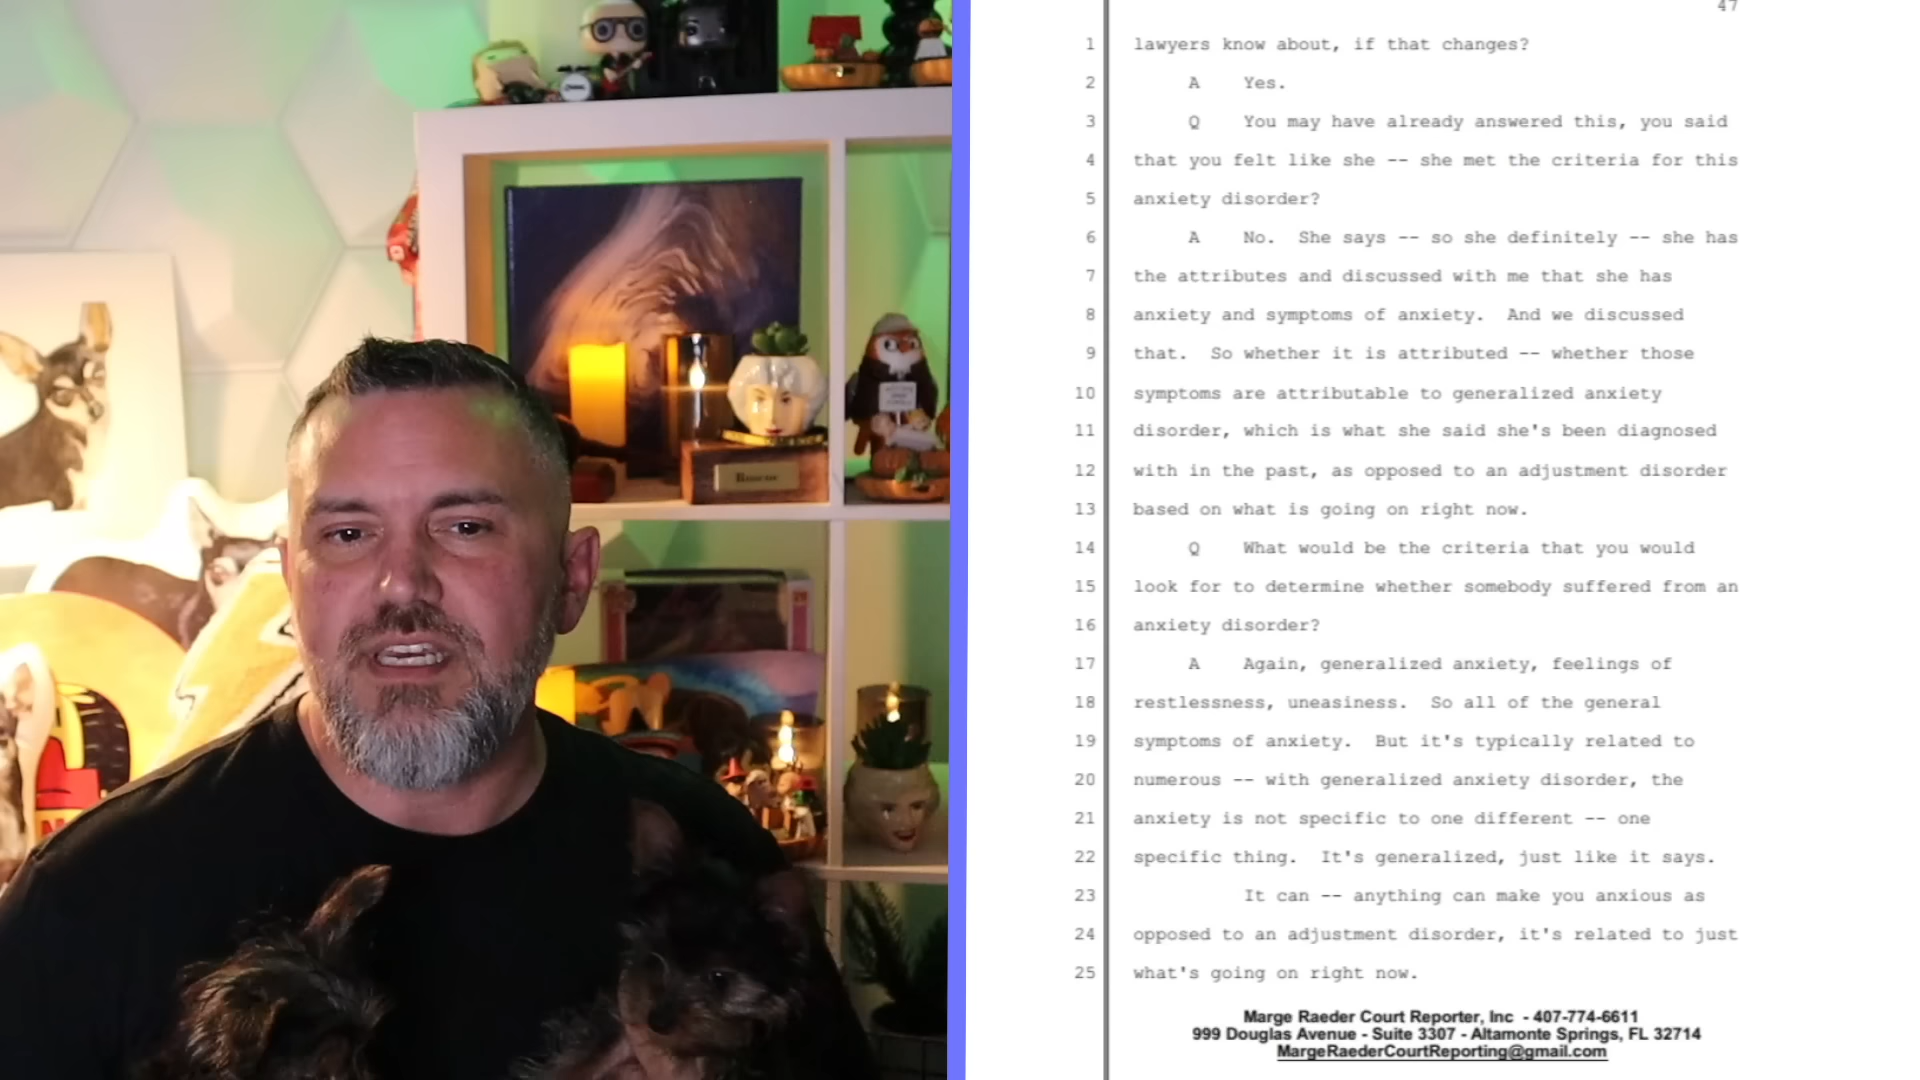 47
1 lawyers know about, if that changes?
2 A Yes.
3 Q You may have already answered this, you said
4 that you felt like she -- she met the criteria for this
5 anxiety disorder?
6 A No. She says -- so she definitely -- she has
7 the attributes and discussed with me that she has
8 anxiety and symptoms of anxiety. And we discussed
9 that. So whether it is attributed -- whether those
10 symptoms are attributable to generalized anxiety
11 disorder, which is what she said she's been diagnosed
12 with in the past, as opposed to an adjustment disorder
13 based on what is going on right now.
14 Q What would be the criteria that you would
15 look for to determine whether somebody suffered from an
16 anxiety disorder?
17 A Again, generalized anxiety, feelings of
18 restlessness, uneasiness. So all of the general
19 symptoms of anxiety. But it's typically related to
20 numerous -- with generalized anxiety disorder, the
21 anxiety is not specific to one different -- one
22 specific thing. It's generalized, just like it says.
23 It can -- anything can make you anxious as
24 opposed to an adjustment disorder, it's related to just
25 what's going on right now.
Marge Raeder Court Reporter, Inc - 407-774-6611
999 Douglas Avenue - Suite 3307 - Altamonte Springs, FL 32714
MargeRaederCourtReporting@gmail.com